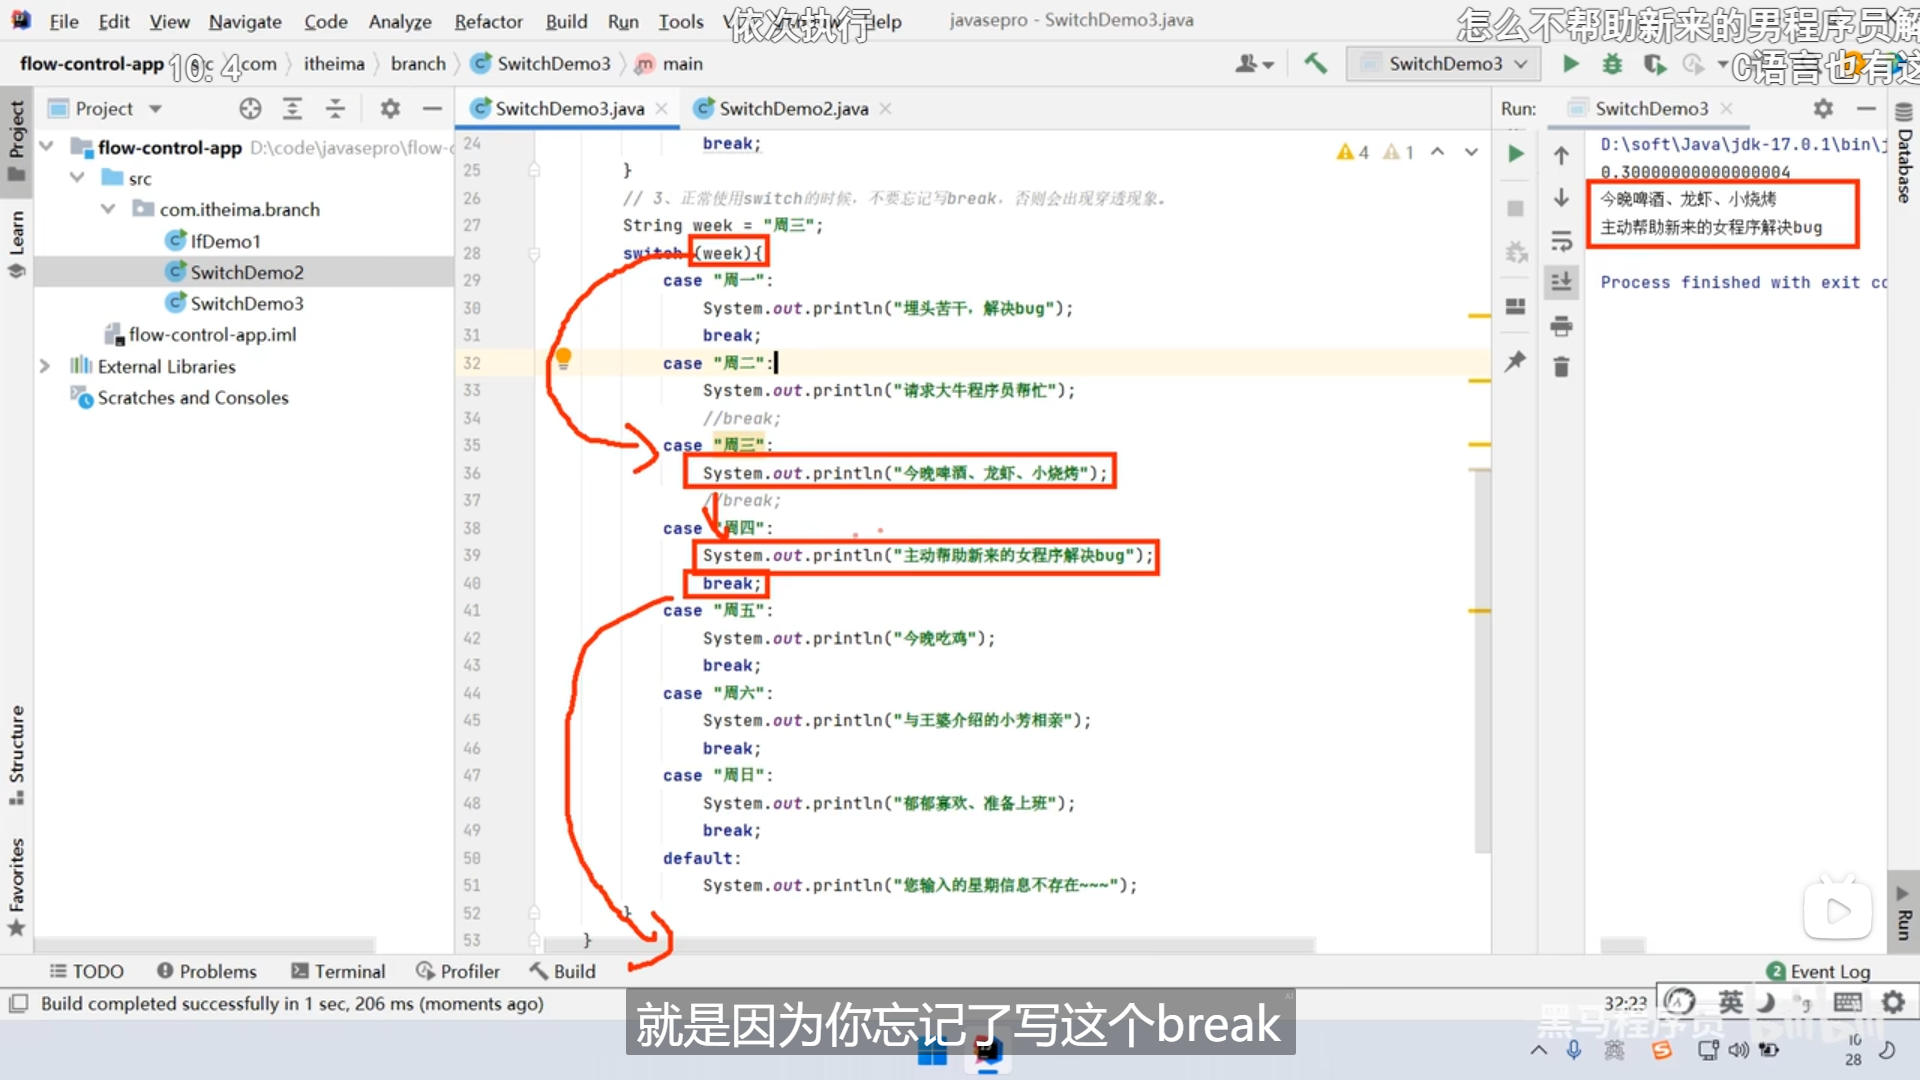 File Edit View Navigate Code Analyze Refactor Build Run Tools Help
javasepro - SwitchDemo3.java
依次执行
怎么不帮助新来的男程序员解
flow-control-app com itheima branch SwitchDemo3 main
10. 4
SwitchDemo3
C语言也有这
Project
SwitchDemo3.java
SwitchDemo2.java
Run: SwitchDemo3
Project
Learn
Structure
Favorites
Database
Run
flow-control-app D:\code\javasepro\flow-c
src
com.itheima.branch
IfDemo1
SwitchDemo2
SwitchDemo3
flow-control-app.iml
External Libraries
Scratches and Consoles
4 1
24 break;
25 }
26 // 3、正常使用switch的时候，不要忘记写break，否则会出现穿透现象。
27 String week = "周三";
28 switch (week){
29 case "周一":
30 System.out.println("埋头苦干，解决bug");
31 break;
32 case "周二":
33 System.out.println("请求大牛程序员帮忙");
34 //break;
35 case "周三":
36 System.out.println("今晚啤酒、龙虾、小烧烤");
37 //break;
38 case "周四":
39 System.out.println("主动帮助新来的女程序解决bug");
40 break;
41 case "周五":
42 System.out.println("今晚吃鸡");
43 break;
44 case "周六":
45 System.out.println("与王婆介绍的小芳相亲");
46 break;
47 case "周日":
48 System.out.println("郁郁寡欢、准备上班");
49 break;
50 default:
51 System.out.println("您输入的星期信息不存在~~~");
52 }
53 }
D:\soft\Java\jdk-17.0.1\bin\j
0.30000000000000004
今晚啤酒、龙虾、小烧烤
主动帮助新来的女程序解决bug
Process finished with exit co
TODO Problems Terminal Profiler Build
2 Event Log
Build completed successfully in 1 sec, 206 ms (moments ago)
32:23
英
就是因为你忘记了写这个break
黑马程序员
bilibili
英
10
28